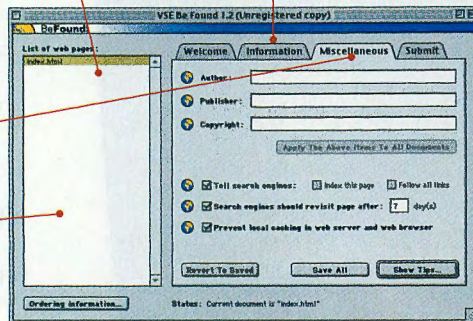 VSE Be Found 1.2 (Unregistered copy)
BeFound
List of web pages:
index.html
Welcome
Information
Miscellaneous
Submit
Author:
Publisher:
Copyright:
Apply The Above Items To All Documents
Tell search engines:
Index this page
Follow all links
Search engines should revisit page after: 7 day(s)
Prevent local caching in web server and web browser
Revert To Saved
Save All
Show Tips...
Ordering information...
Status: Current document is "index.html"